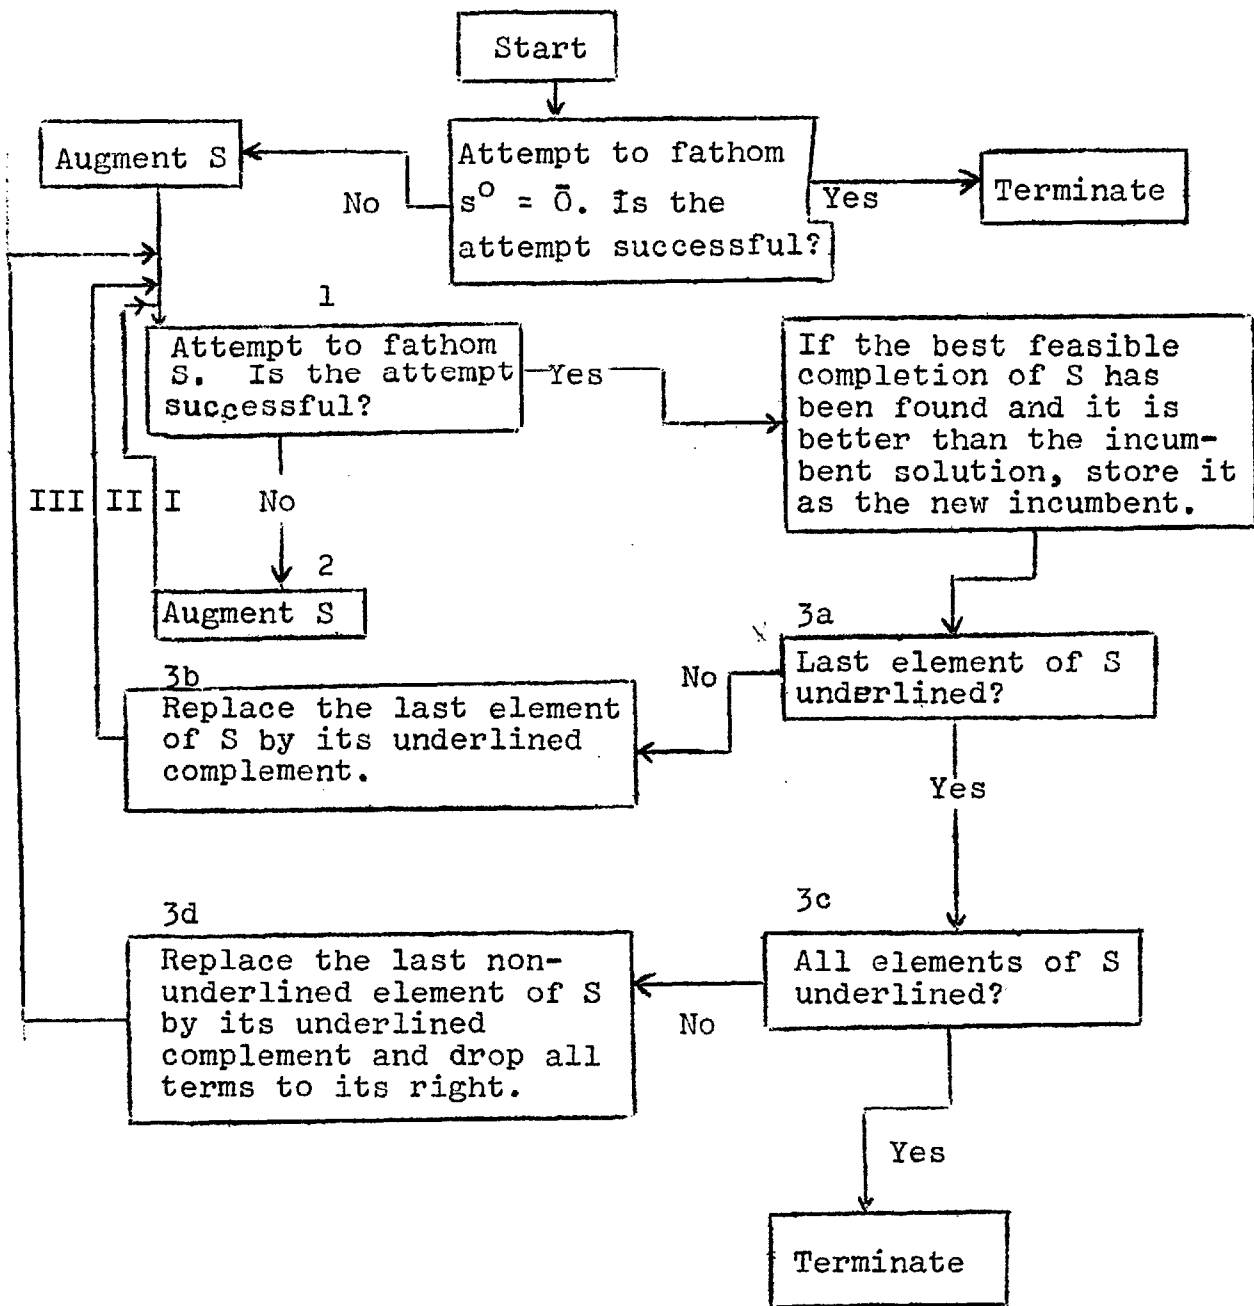 Start
Augment S
No
Attempt to fathom
s° = Ō. Is the
attempt successful?
Yes
Terminate
1
Attempt to fathom
S. Is the attempt
successful?
Yes
If the best feasible
completion of S has
been found and it is
better than the incum-
bent solution, store it
as the new incumbent.
III II I
No
2
Augment S
3a
Last element of S
underlined?
No
3b
Replace the last element
of S by its underlined
complement.
Yes
3c
All elements of S
underlined?
No
3d
Replace the last non-
underlined element of S
by its underlined
complement and drop all
terms to its right.
Yes
Terminate